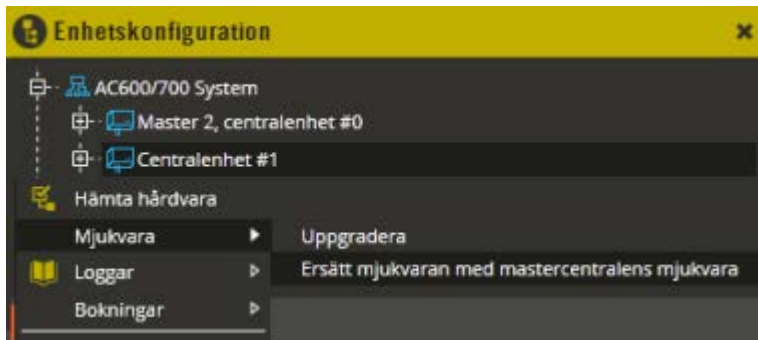 Enhetskonfiguration
AC600/700 System
Master 2, centralenhet #0
Centralenhet #1
Hämta hårdvara
Mjukvara
Uppgradera
Loggar
Ersätt mjukvaran med mastercentralens mjukvara
Bokningar